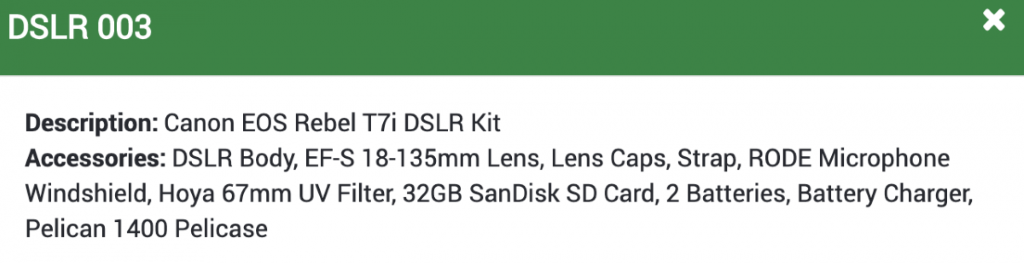 DSLR 003
Description: Canon EOS Rebel T7i DSLR Kit
Accessories: DSLR Body, EF-S 18-135mm Lens, Lens Caps, Strap, RODE Microphone
Windshield, Hoya 67mm UV Filter, 32GB SanDisk SD Card, 2 Batteries, Battery Charger,
Pelican 1400 Pelicase